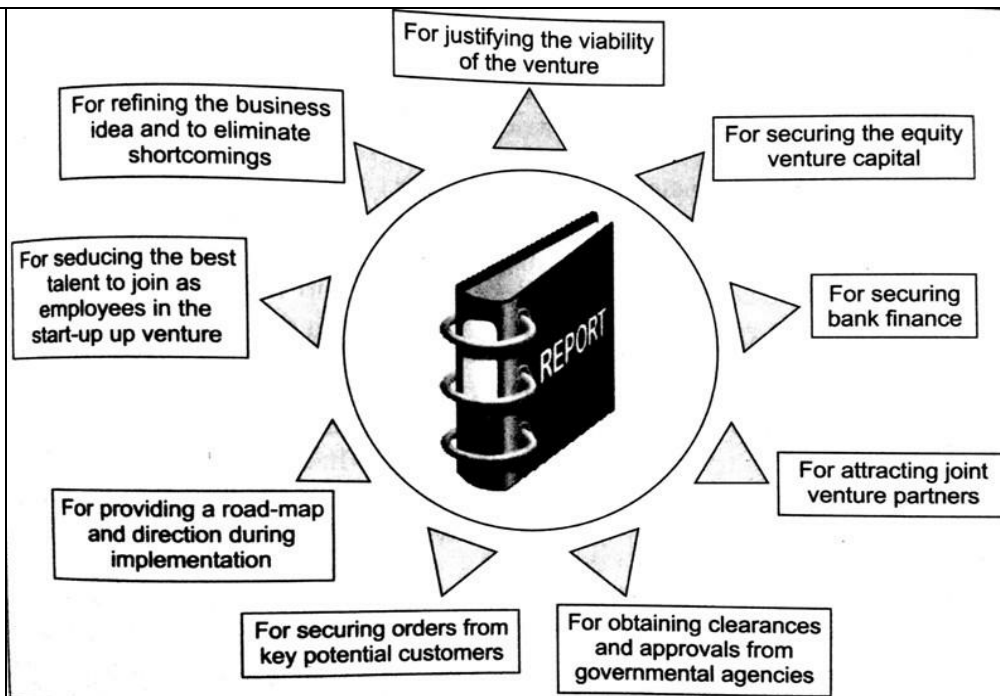 For justifying the viability
of the venture
For securing the equity
venture capital
For securing
bank finance
For attracting joint
venture partners
For obtaining clearances
and approvals from
governmental agencies
For securing orders from
key potential customers
For providing a road-map
and direction during
implementation
For seducing the best
talent to join as
employees in the
start-up up venture
For refining the business
idea and to eliminate
shortcomings
REPORT